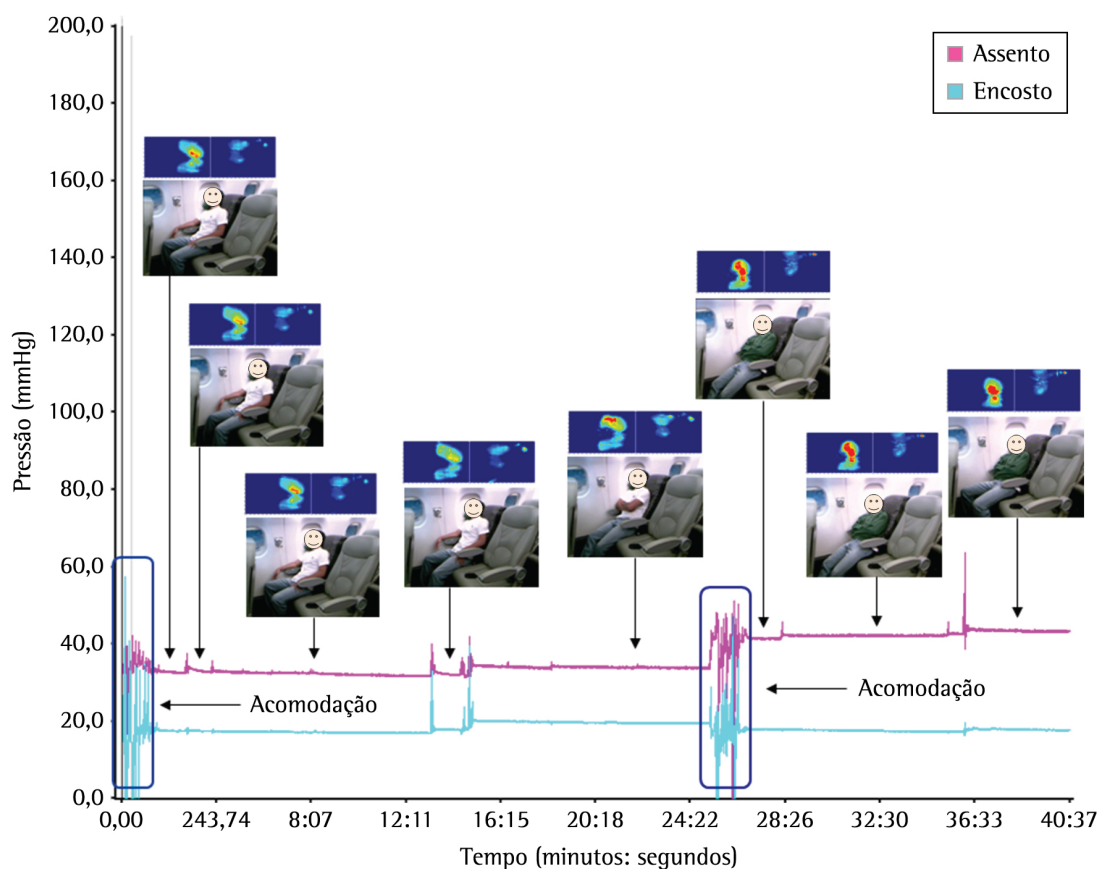 200,0
180,0
160,0
140,0
120,0
100,0
80,0
60,0
40,0
20,0
0,0
Pressão (mmHg)
Assento
Encosto
Acomodação
Acomodação
0,00 243,74 8:07 12:11 16:15 20:18 24:22 28:26 32:30 36:33 40:37
Tempo (minutos: segundos)